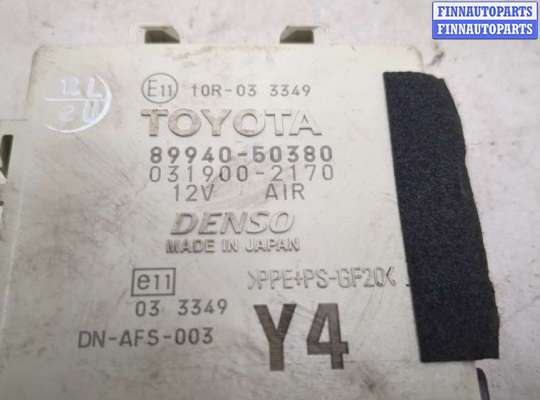 FINNAUTOPARTS
FINNAUTOPARTS
E11 10R-03 3349
TOYOTA
89940-50380
031900-2170
12V AIR
DENSO
MADE IN JAPAN
e11 >PPE+PS-GF20<
03 3349
DN-AFS-003
Y4